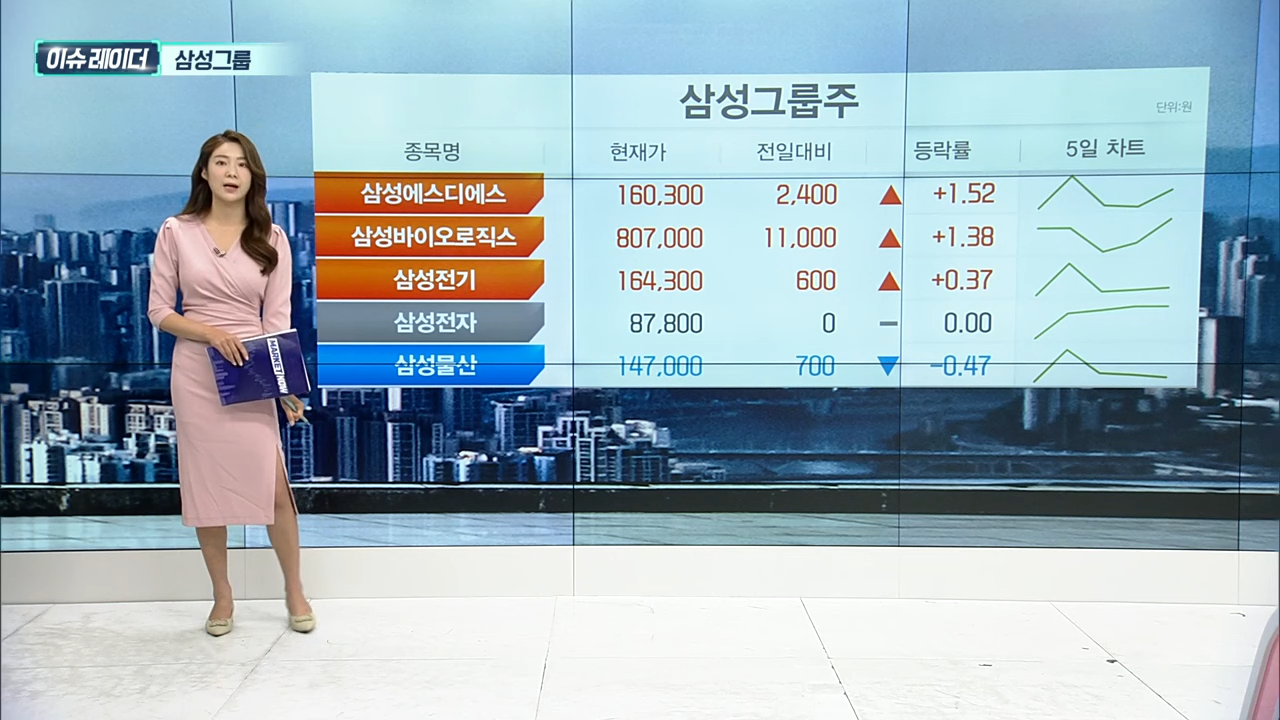 이슈레이더 삼성그룹
삼성그룹주
단위:원
종목명 현재가 전일대비 등락률 5일 차트
삼성에스디에스 160,300 2,400 ▲ +1.52
삼성바이오로직스 807,000 11,000 ▲ +1.38
삼성전기 164,300 600 ▲ +0.37
삼성전자 87,800 0 - 0.00
삼성물산 147,000 700 ▼ -0.47
MARKET NOW